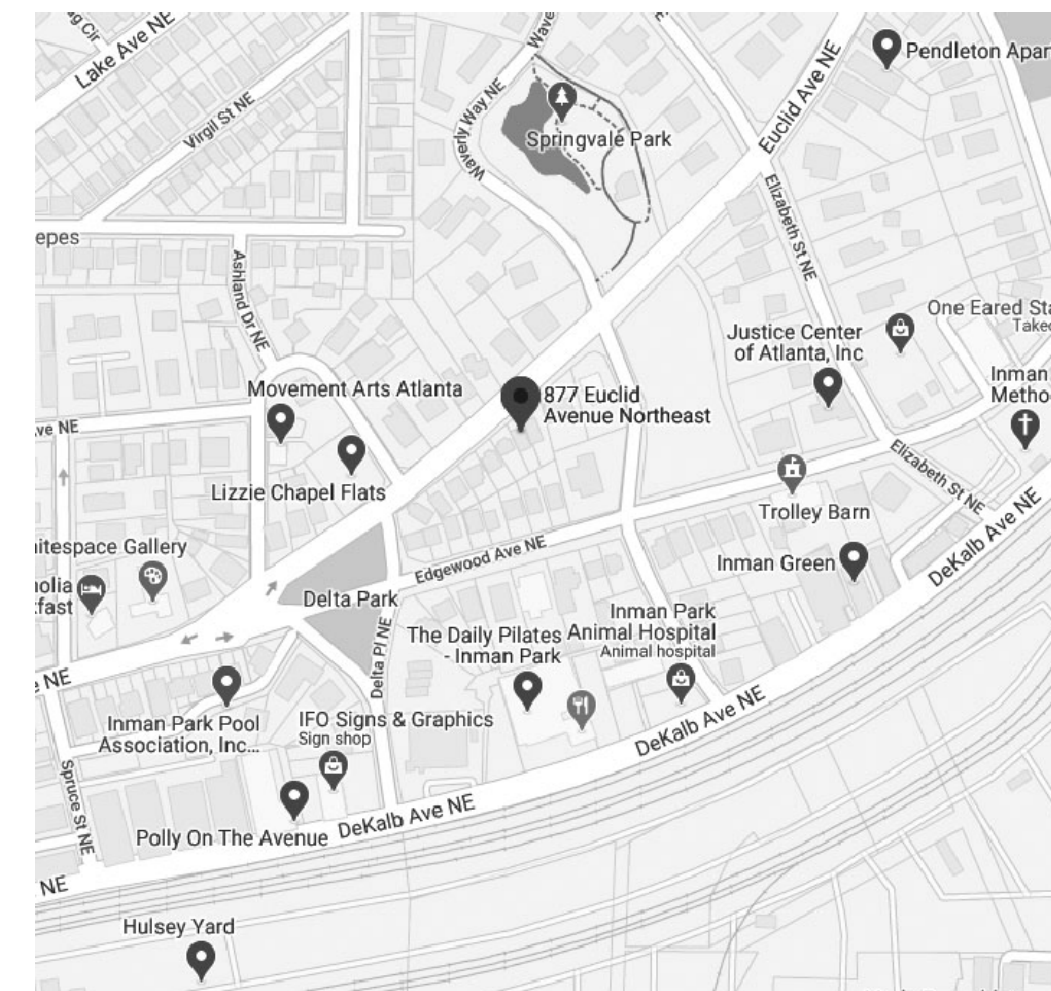 Lake Ave NE
Virgil St NE
Waverly Way NE
Springvale Park
Euclid Ave NE
Pendleton Apar
Elizabeth St NE
epes
Ashland Dr NE
One Eared Sta
Takeo
Justice Center
of Atlanta, Inc
Inman
Metho
Movement Arts Atlanta
877 Euclid
Avenue Northeast
ve NE
Lizzie Chapel Flats
Elizabeth St NE
Trolley Barn
DeKalb Ave NE
itespace Gallery
Edgewood Ave NE
Inman Green
nolia
kfast
Delta Park
Delta Pl NE
The Daily Pilates
- Inman Park
Inman Park
Animal Hospital
Animal hospital
e NE
Inman Park Pool
Association, Inc...
IFO Signs & Graphics
Sign shop
DeKalb Ave NE
Spruce St NE
Polly On The Avenue
DeKalb Ave NE
NE
Hulsey Yard